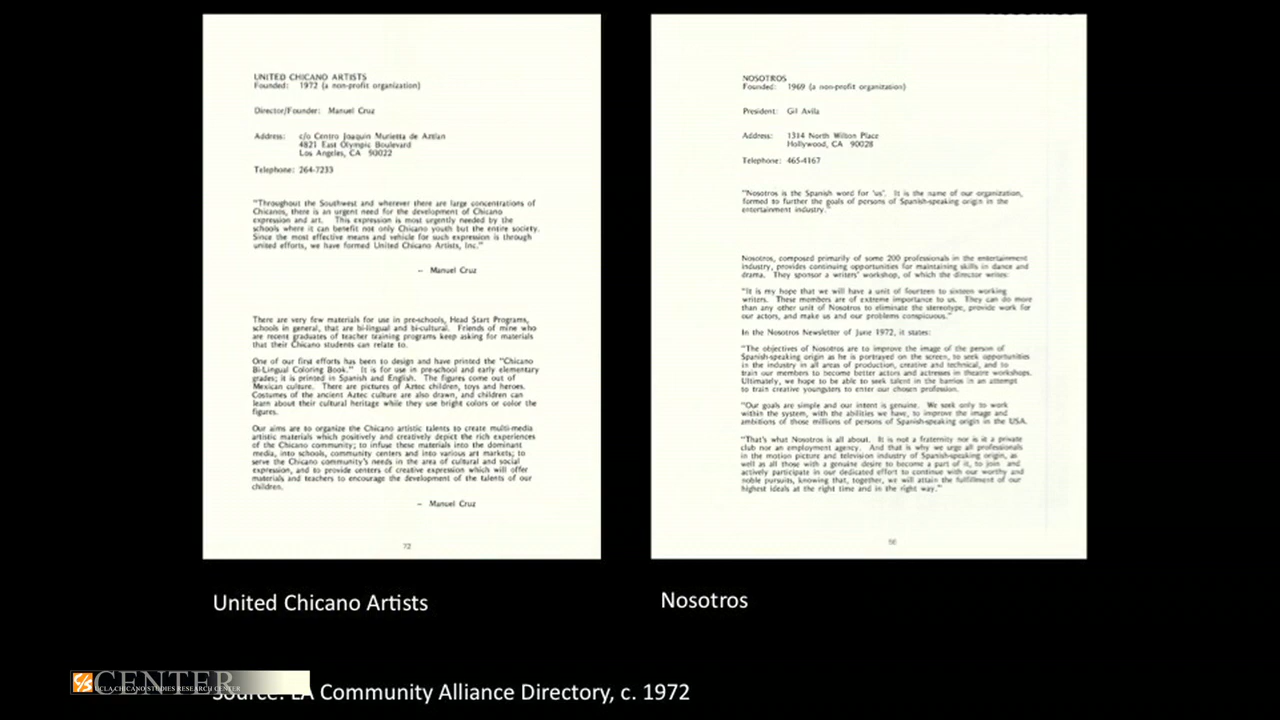 UNITED CHICANO ARTISTS
Founded: 1972 (a non-profit organization)
Director/Founder: Manuel Cruz
Address: c/o Centro Joaquin Murietta de Aztlan
4821 East Olympic Boulevard
Los Angeles, CA 90022
Telephone: 264-7233
"Throughout the Southwest and wherever there are large concentrations of
Chicanos, there is an urgent need for the development of Chicano
expression and art. This expression is most urgently needed by the
schools where it can benefit not only Chicano youth but the entire society.
Since the most effective means and vehicle for such expression is through
united efforts, we have formed United Chicano Artists, Inc."
-- Manuel Cruz
There are very few materials for use in pre-schools, Head Start Programs,
schools in general, that are bi-lingual and bi-cultural. Friends of mine who
are recent graduates of teacher training programs keep asking for materials
that their Chicano students can relate to.
One of our first efforts has been to design and have printed the "Chicano
Bi-Lingual Coloring Book." It is for use in pre-school and early elementary
grades; it is printed in Spanish and English. The figures come out of
Mexican culture. There are pictures of Aztec children, toys and heroes.
Costumes of the ancient Aztec culture are also drawn, and children can
learn about their cultural heritage while they use bright colors or color the
figures.
Our aims are to organize the Chicano artistic talents to create multi-media
artistic materials which positively and creatively depict the rich experiences
of the Chicano community; to infuse these materials into the dominant
media, into schools, community centers and into various art markets; to
serve the Chicano community's needs in the area of cultural and social
expression, and to provide centers of creative expression which will offer
materials and teachers to encourage the development of the talents of our
children.
- Manuel Cruz
72
NOSOTROS
Founded: 1969 (a non-profit organization)
President: Gil Avila
Address: 1314 North Wilton Place
Hollywood, CA 90028
Telephone: 465-4167
"Nosotros is the Spanish word for 'us'. It is the name of our organization,
formed to further the goals of persons of Spanish-speaking origin in the
entertainment industry."
Nosotros, composed primarily of some 200 professionals in the entertainment
industry, provides continuing opportunities for maintaining skills in dance and
drama. They sponsor a writers' workshop, of which the director writes:
"It is my hope that we will have a unit of fourteen to sixteen working
writers. These members are of extreme importance to us. They can do more
than any other unit of Nosotros to eliminate the stereotype, provide work for
our actors, and make us and our problems conspicuous."
In the Nosotros Newsletter of June 1972, it states:
"The objectives of Nosotros are to improve the image of the person of
Spanish-speaking origin as he is portrayed on the screen, to seek opportunities
in the industry in all areas of production, creative and technical, and to
train our members to become better actors and actresses in theatre workshops.
Ultimately, we hope to be able to seek talent in the barrios in an attempt
to train creative youngsters to enter our chosen profession.
"Our goals are simple and our intent is genuine. We seek only to work
within the system, with the abilities we have, to improve the image and
ambitions of those millions of persons of Spanish-speaking origin in the USA.
"That's what Nosotros is all about. It is not a fraternity nor is it a private
club nor an employment agency. And that is why we urge all professionals
in the motion picture and television industry of Spanish-speaking origin, as
well as all those with a genuine desire to become a part of it, to join and
actively participate in our dedicated effort to continue with our worthy and
noble pursuits, knowing that, together, we will attain the fulfillment of our
highest ideals at the right time and in the right way."
56
United Chicano Artists
Nosotros
CENTER
UCLA CHICANO STUDIES RESEARCH CENTER
Source: LA Community Alliance Directory, c. 1972